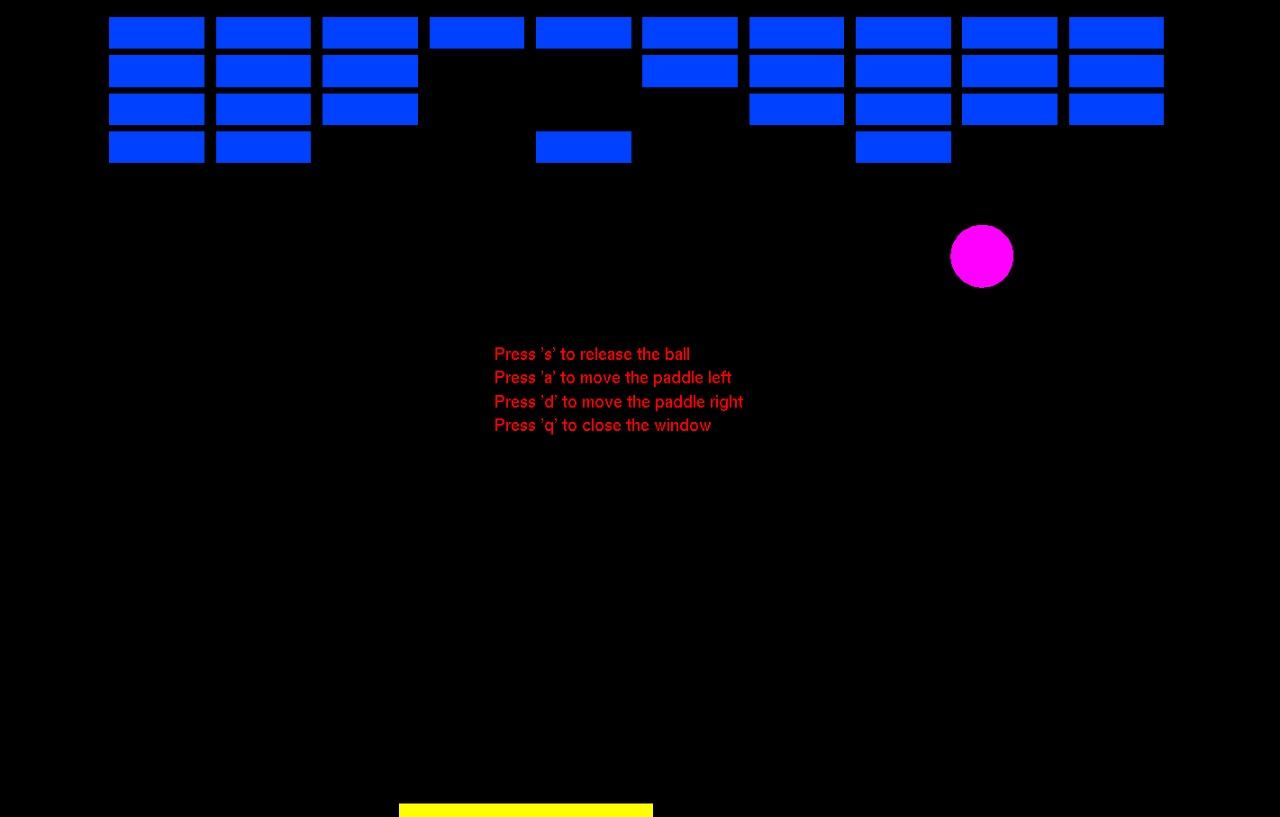 Press 's' to release the ball
Press 'a' to move the paddle left
Press 'd' to move the paddle right
Press 'q' to close the window